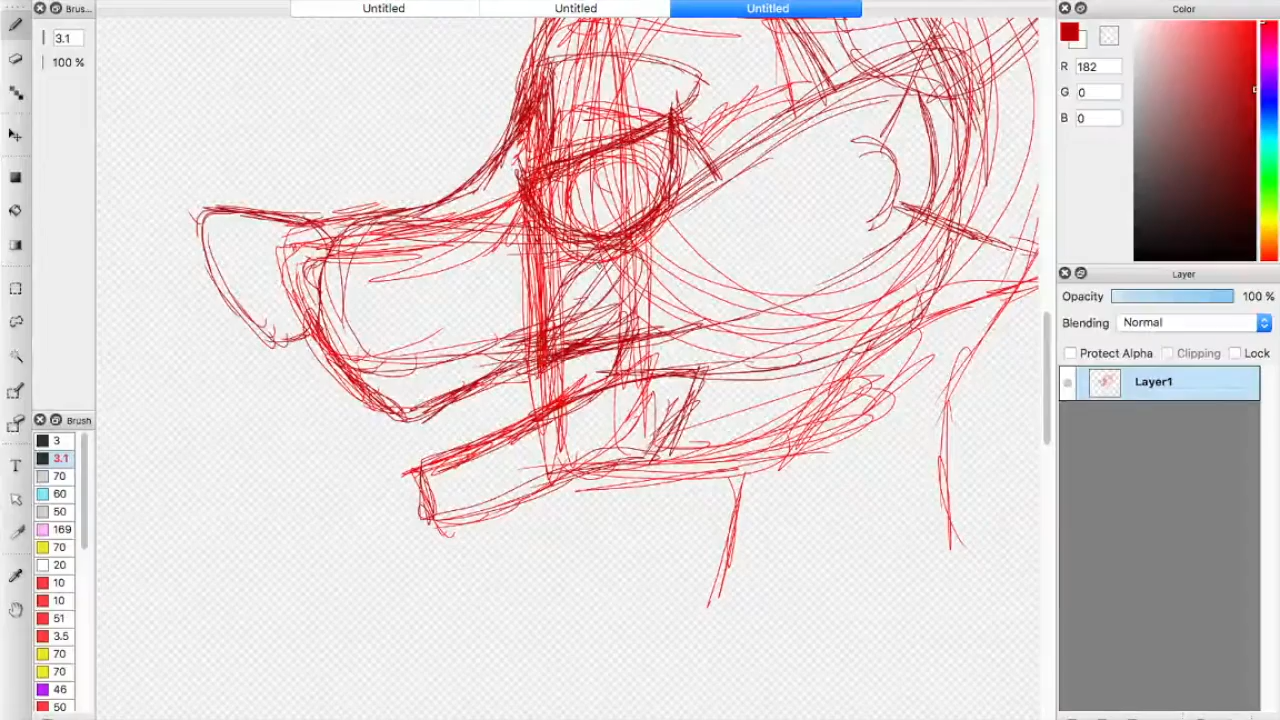 Brus...
Untitled
Untitled
Untitled
Color
3.1
100 %
R 182
G 0
B 0
Layer
Opacity 100 %
Blending Normal
Protect Alpha Clipping Lock
Layer1
Brush
3
3.1
70
60
50
169
70
20
10
10
51
3.5
70
70
46
50
T